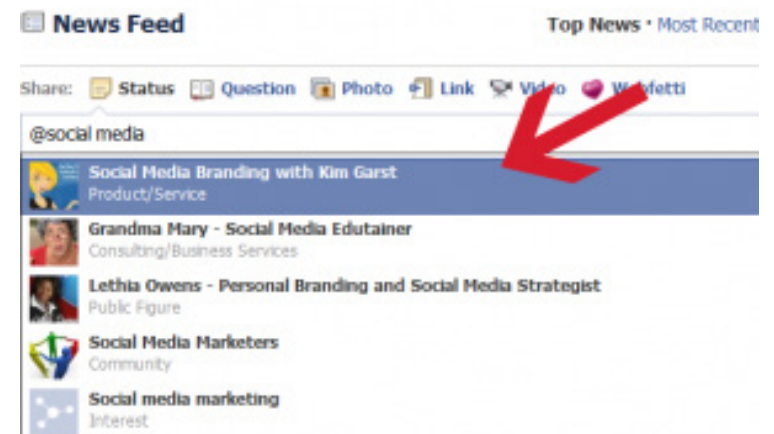 News Feed Top News · Most Recent
Share: Status Question Photo Link Video Webfetti
@social media
Social Media Branding with Kim Garst
Product/Service
Grandma Mary - Social Media Edutainer
Consulting/Business Services
Lethia Owens - Personal Branding and Social Media Strategist
Public Figure
Social Media Marketers
Community
Social media marketing
Interest